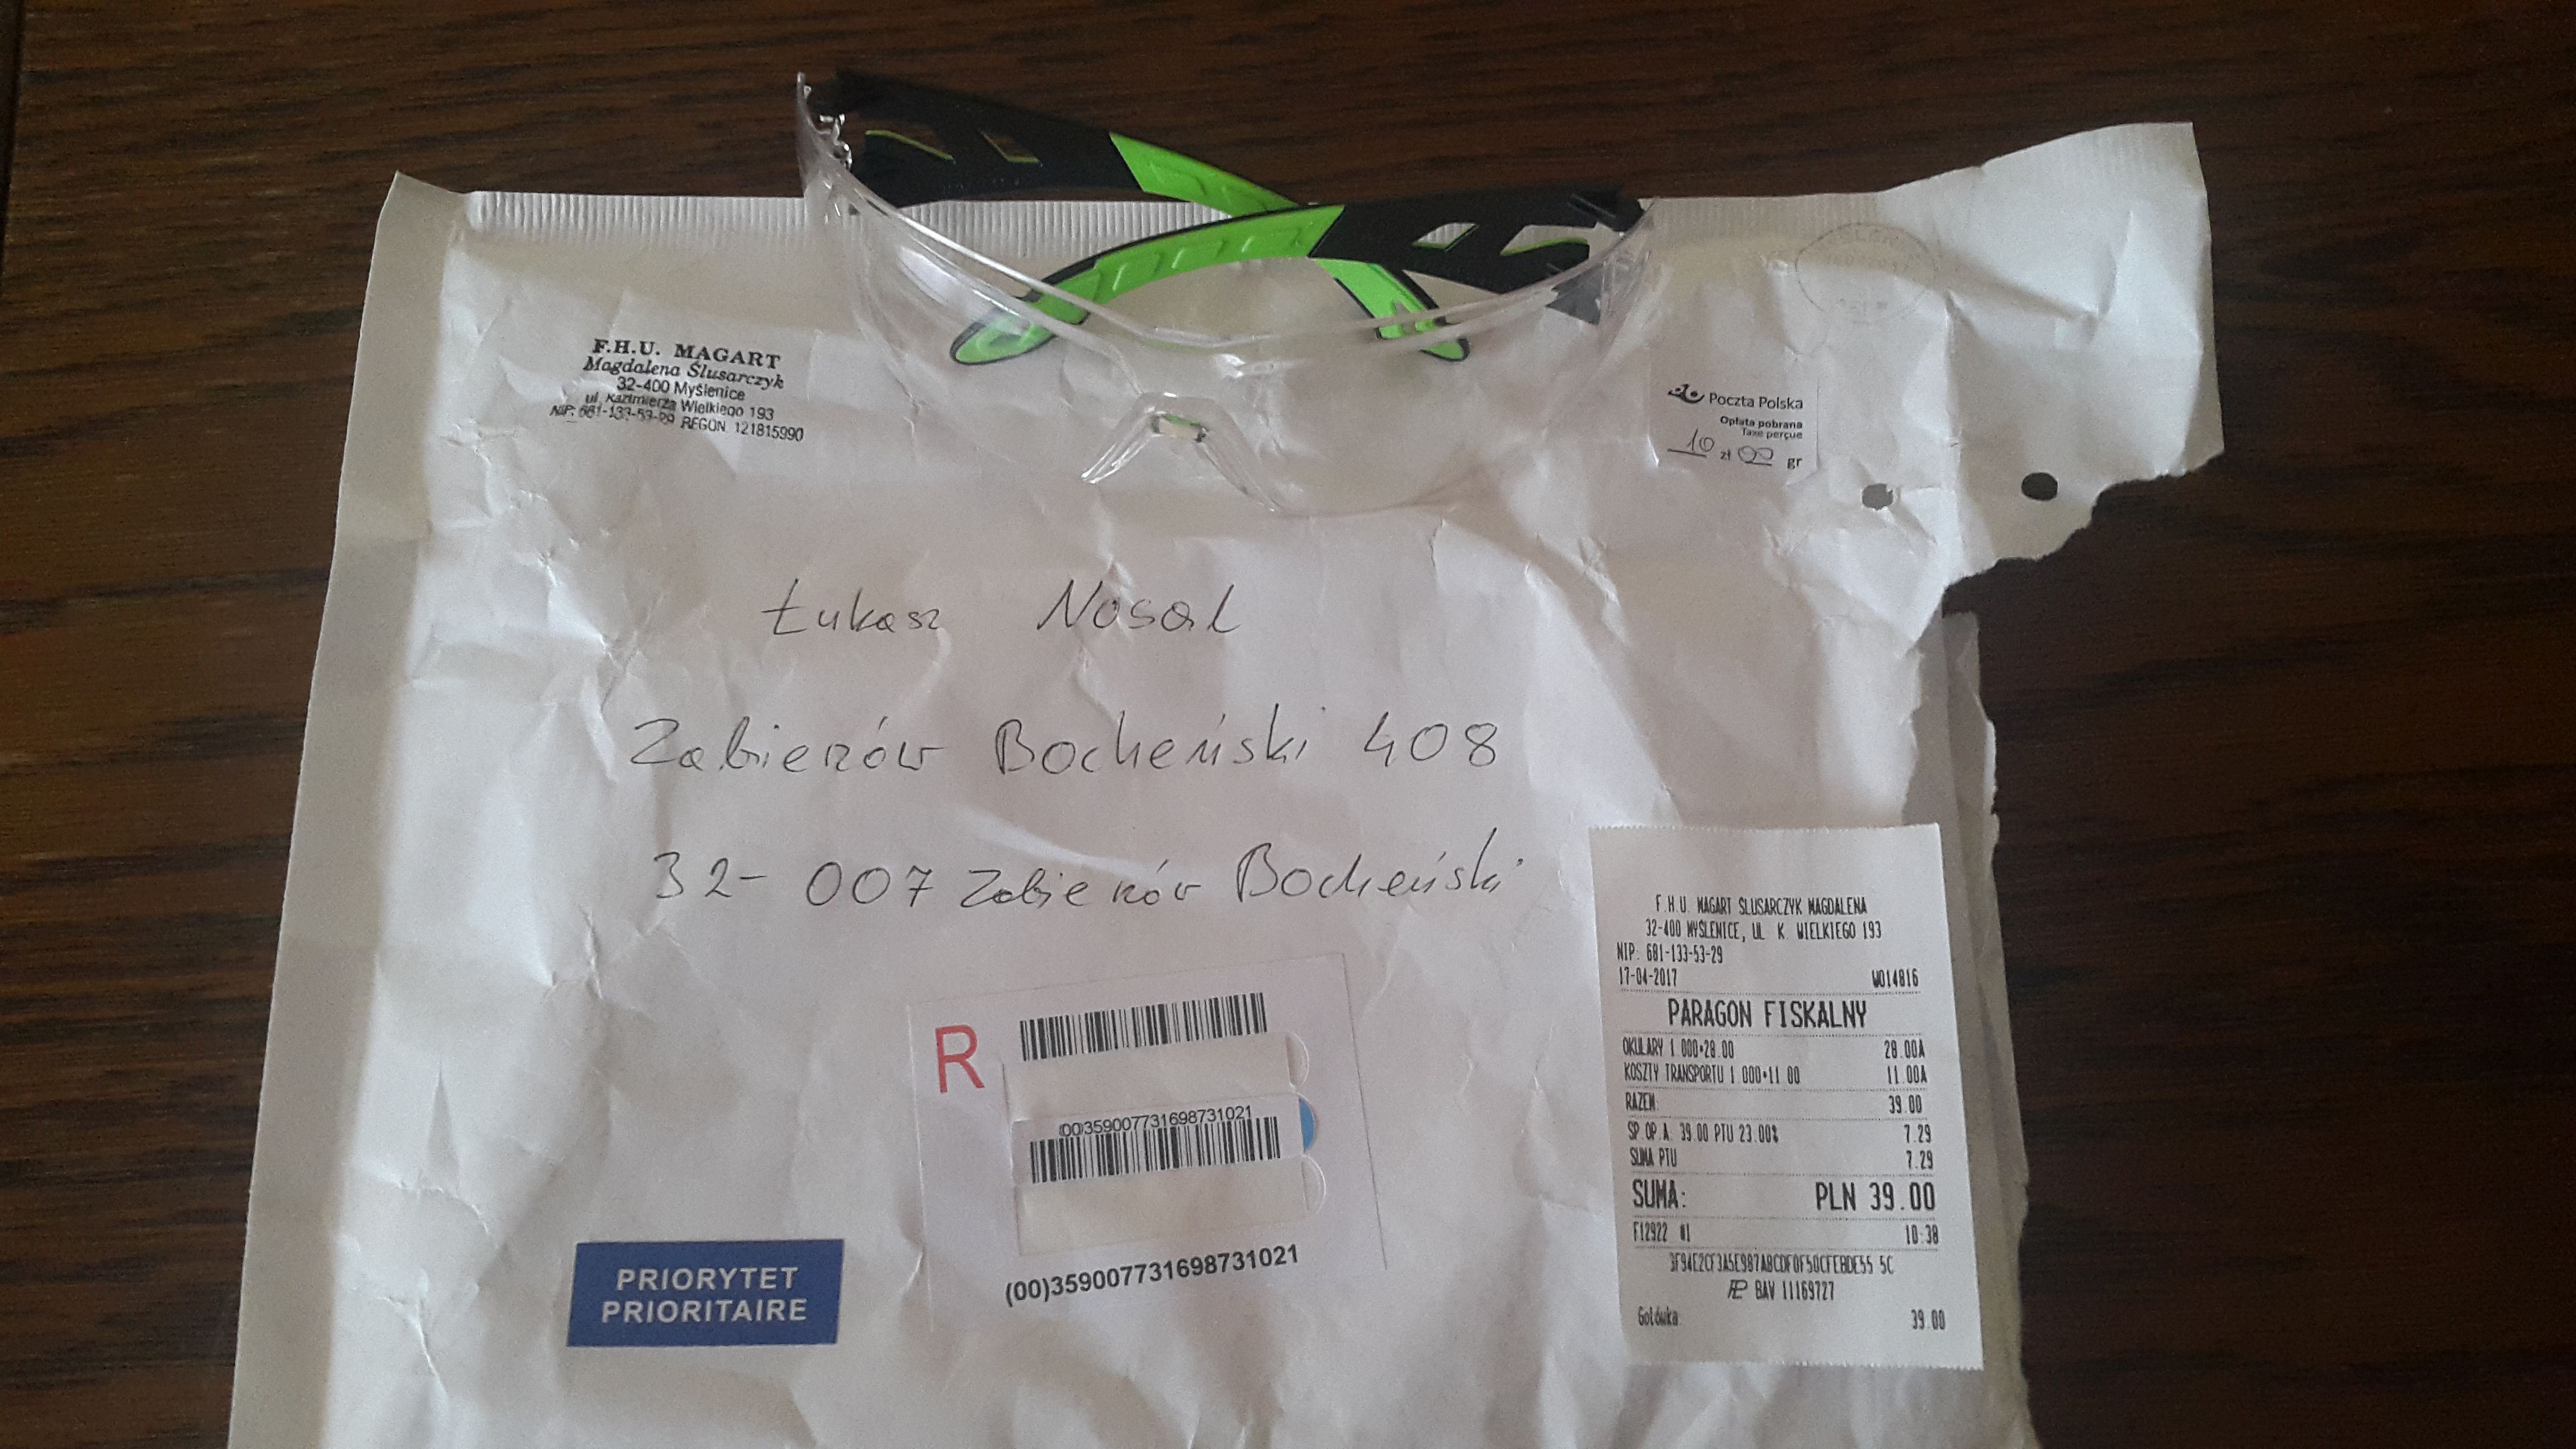 F.H.U. MAGART
Magdalena Ślusarczyk
32-400 Myślenice
ul. Kazimierza Wielkiego 193
NIP: 681-133-53-29 REGON 121815990
Poczta Polska
Opłata pobrana
Taxe perçue
10 zł 00 gr
Łukasz Nosal
Zabierzów Bocheński 408
32-007 Zabierzów Bocheński
R
(00)359007731698731021
(00)359007731698731021
PRIORYTET
PRIORITAIRE
F.H.U. MAGART ŚLUSARCZYK MAGDALENA
32-400 MYŚLENICE, UL. K. WIELKIEGO 193
NIP: 681-133-53-29
17-04-2017 W014816
PARAGON FISKALNY
OKULARY 1.000*28.00 28.00A
KOSZTY TRANSPORTU 1.000*11.00 11.00A
RAZEM: 39.00
SP.OP.A: 39.00 PTU 23.00% 7.29
SUMA PTU 7.29
SUMA: PLN 39.00
F12922 #1 10:38
BAV 11169727
Gotówka 39.00